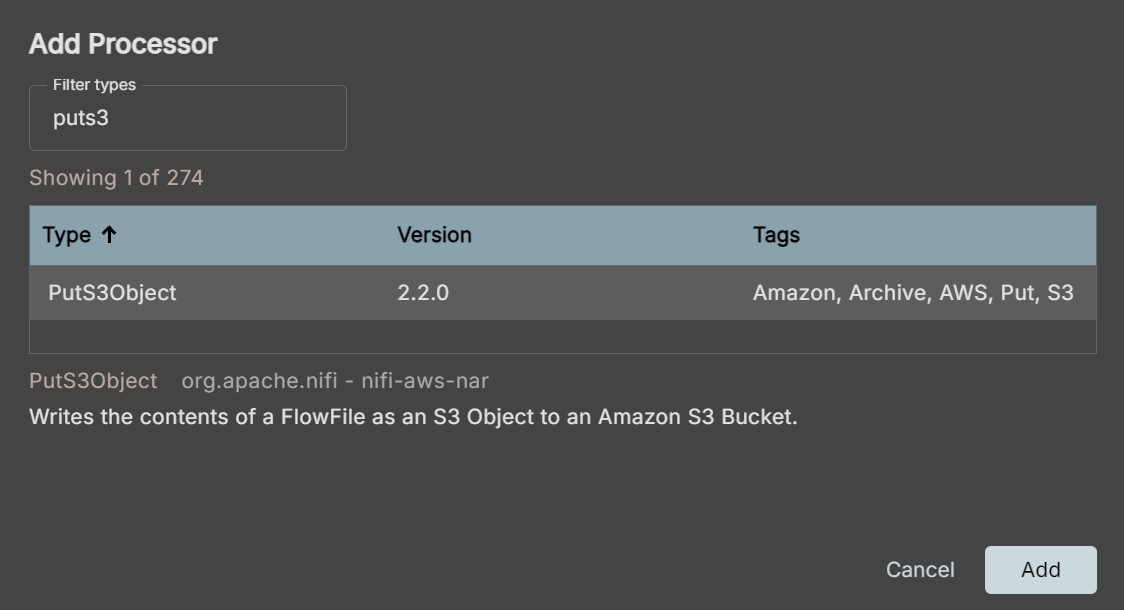 Add Processor
Filter types
puts3
Showing 1 of 274
Type ↑ Version Tags
PutS3Object 2.2.0 Amazon, Archive, AWS, Put, S3
PutS3Object org.apache.nifi - nifi-aws-nar
Writes the contents of a FlowFile as an S3 Object to an Amazon S3 Bucket.
Cancel Add